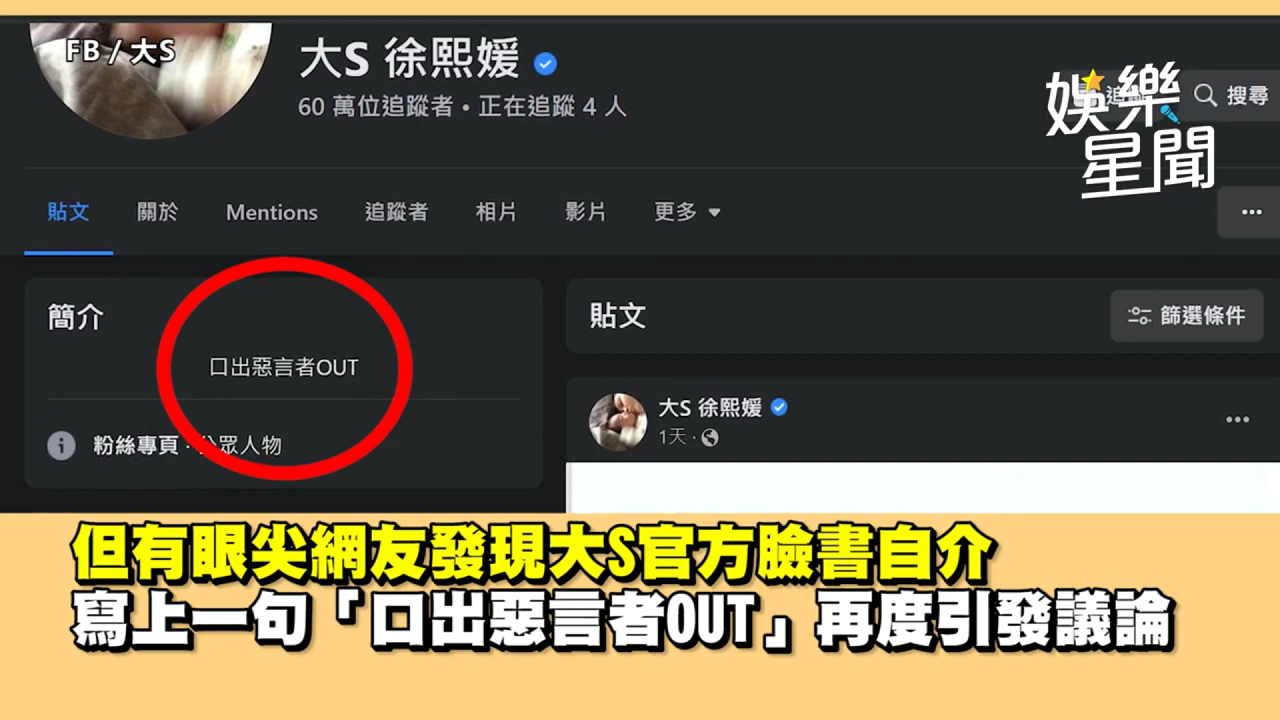 FB / 大S
大S 徐熙媛
60 萬位追蹤者 • 正在追蹤 4 人
娛樂星聞
搜尋
貼文 關於 Mentions 追蹤者 相片 影片 更多
簡介
口出惡言者OUT
粉絲專頁 · 公眾人物
貼文
篩選條件
大S 徐熙媛
1天 ·
但有眼尖網友發現大S官方臉書自介
寫上一句「口出惡言者OUT」再度引發議論